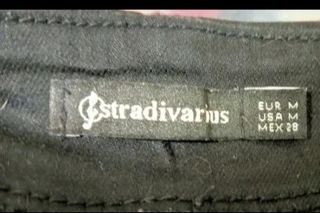 stradivarius
EUR M
USA M
MEX 28